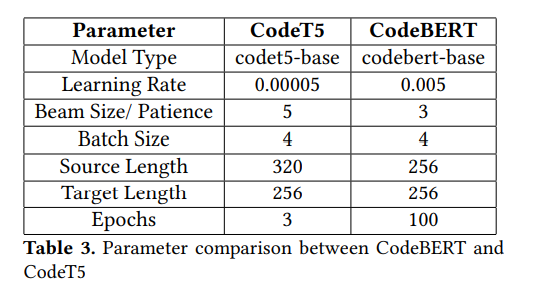 Parameter CodeT5 CodeBERT
Model Type codet5-base codebert-base
Learning Rate 0.00005 0.005
Beam Size/ Patience 5 3
Batch Size 4 4
Source Length 320 256
Target Length 256 256
Epochs 3 100
Table 3. Parameter comparison between CodeBERT and
CodeT5